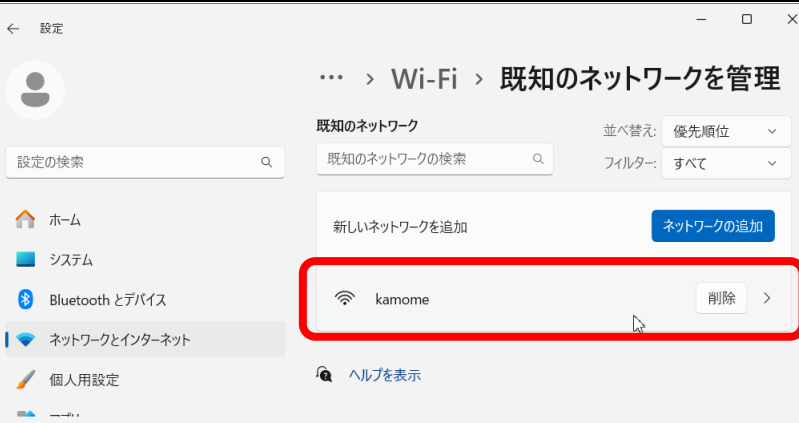 設定
… › Wi-Fi › 既知のネットワークを管理
既知のネットワーク
並べ替え: 優先順位
設定の検索
既知のネットワークの検索
フィルター: すべて
ホーム
新しいネットワークを追加
ネットワークの追加
システム
Bluetooth とデバイス
kamome
削除
ネットワークとインターネット
個人用設定
ヘルプを表示